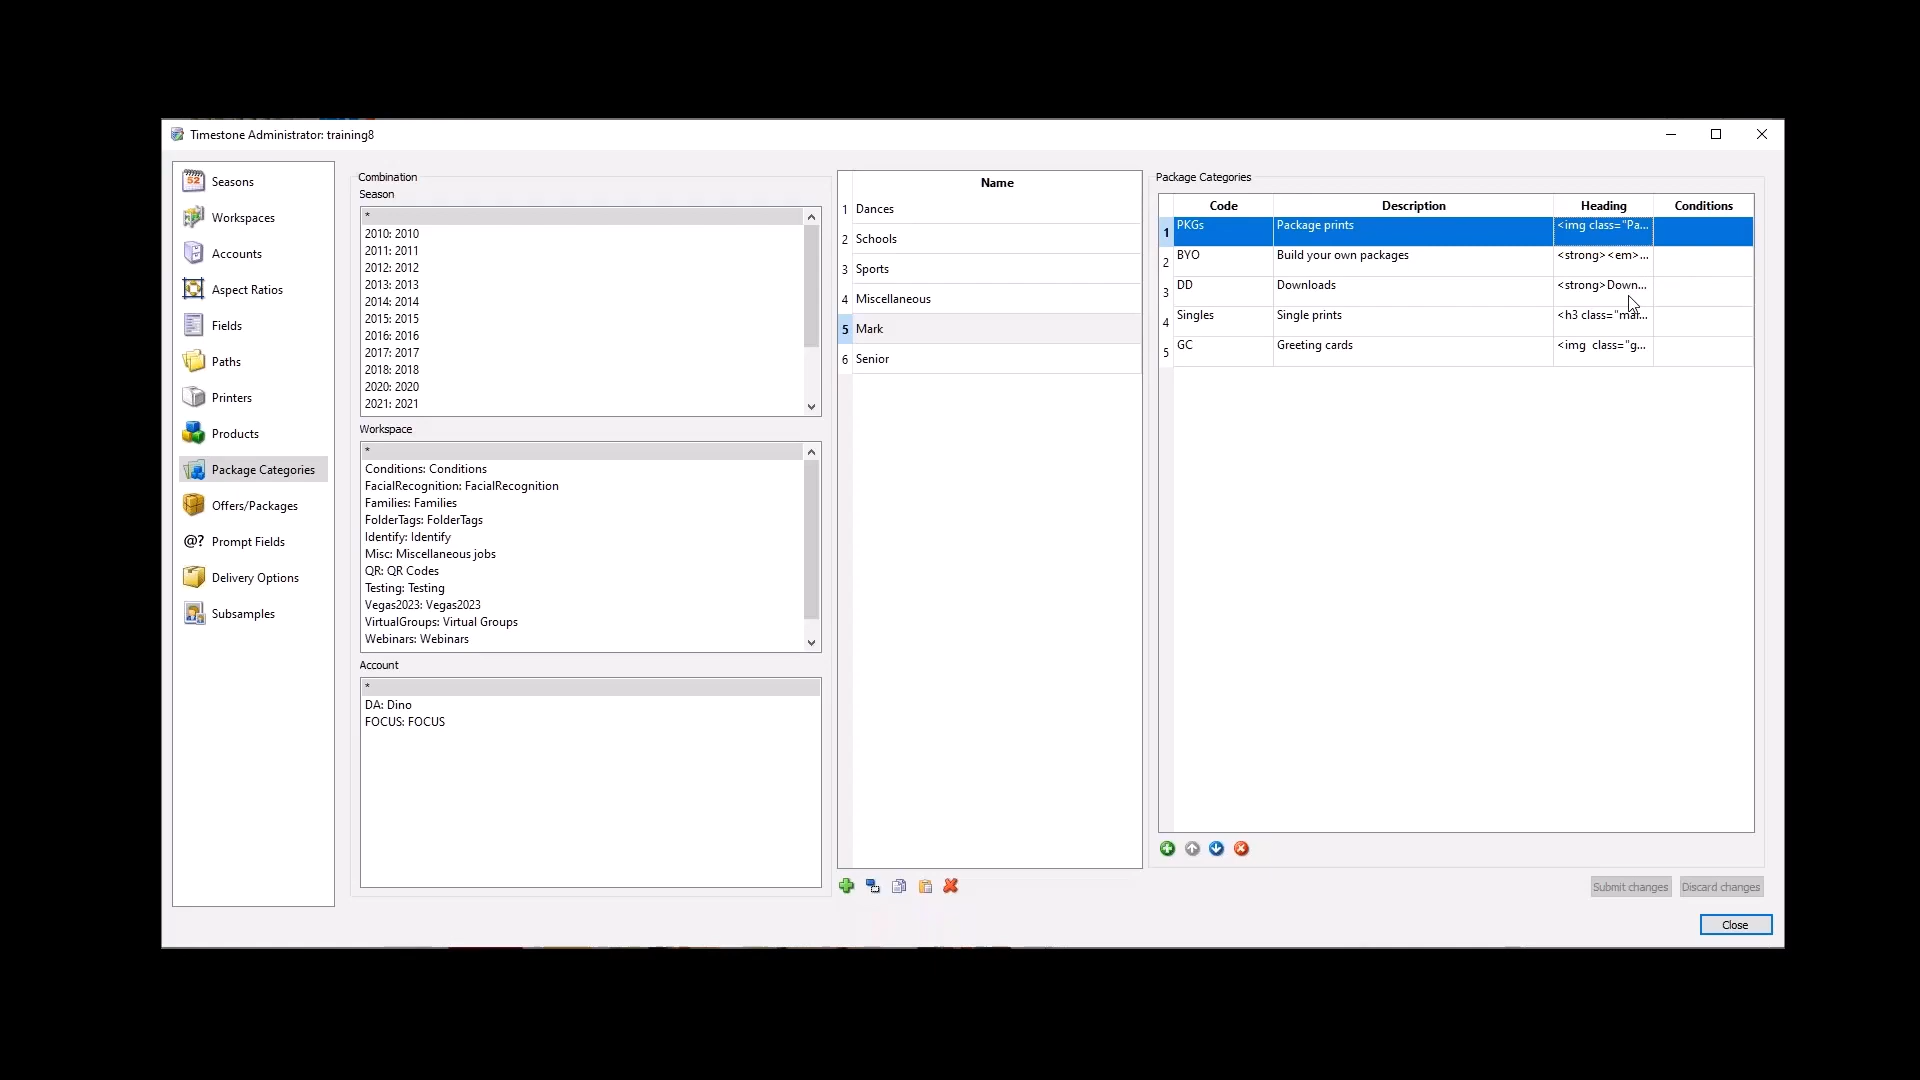 Timestone Administrator: training8
Seasons
Workspaces
Accounts
Aspect Ratios
Fields
Paths
Printers
Products
Package Categories
Offers/Packages
@? Prompt Fields
Delivery Options
Subsamples
Combination
Season
*
2010: 2010
2011: 2011
2012: 2012
2013: 2013
2014: 2014
2015: 2015
2016: 2016
2017: 2017
2018: 2018
2020: 2020
2021: 2021
Workspace
*
Conditions: Conditions
FacialRecognition: FacialRecognition
Families: Families
FolderTags: FolderTags
Identify: Identify
Misc: Miscellaneous jobs
QR: QR Codes
Testing: Testing
Vegas2023: Vegas2023
VirtualGroups: Virtual Groups
Webinars: Webinars
Account
*
DA: Dino
FOCUS: FOCUS
Name
1 Dances
2 Schools
3 Sports
4 Miscellaneous
5 Mark
6 Senior
Package Categories
Code Description Heading Conditions
1 PKGs Package prints <img class="Pa...
2 BYO Build your own packages <strong><em>...
3 DD Downloads <strong>Down...
4 Singles Single prints <h3 class="mar...
5 GC Greeting cards <img class="g...
Submit changes Discard changes
Close